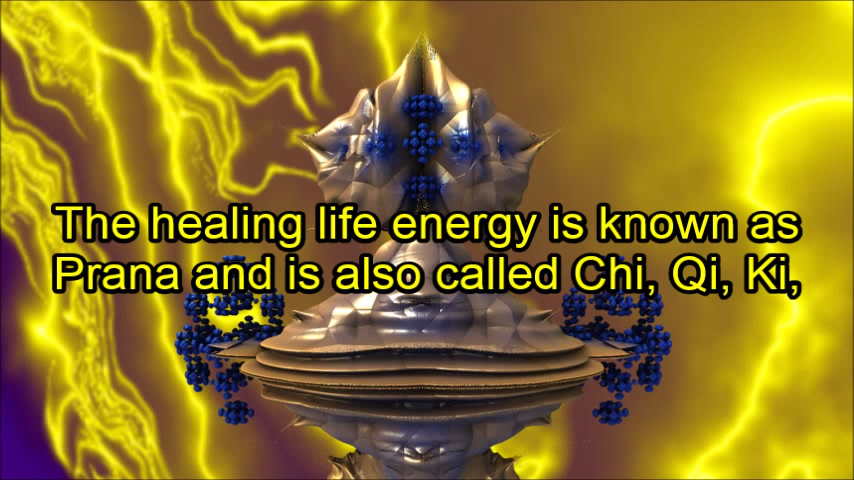 The healing life energy is known as
Prana and is also called Chi, Qi, Ki,